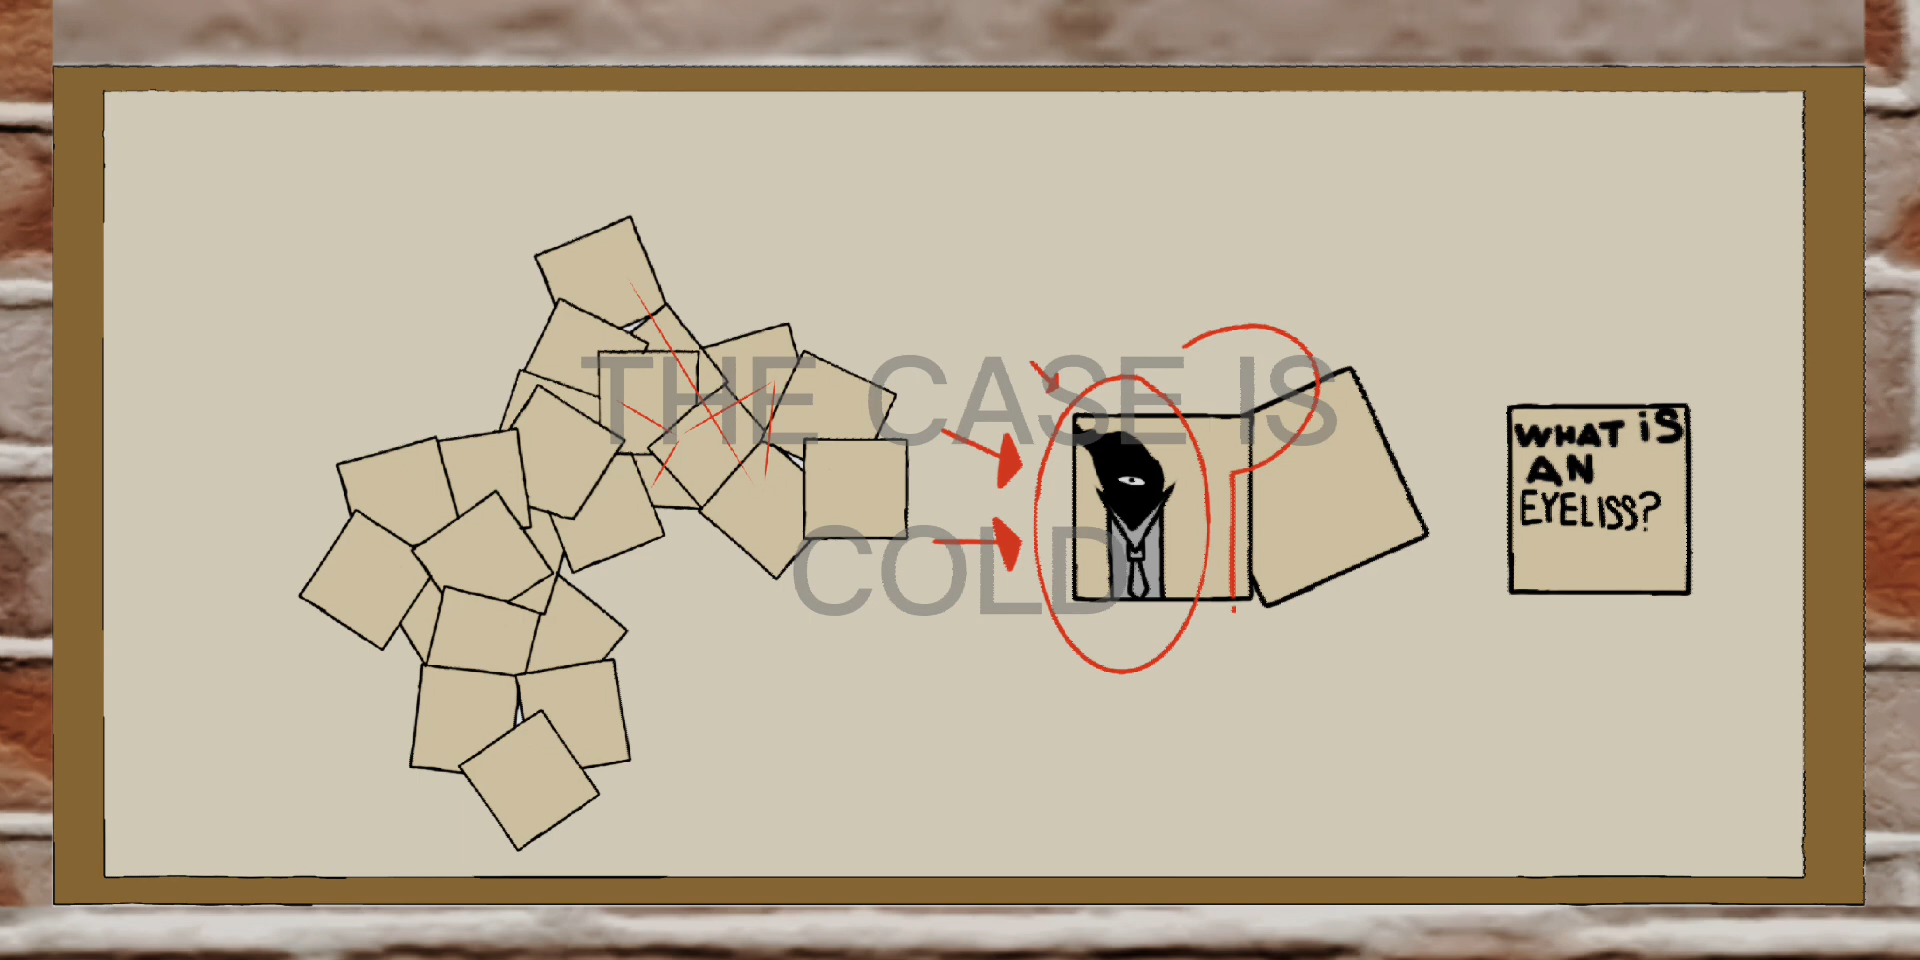 THE CASE IS
COLD
WHAT iS
AN
EYELISS?